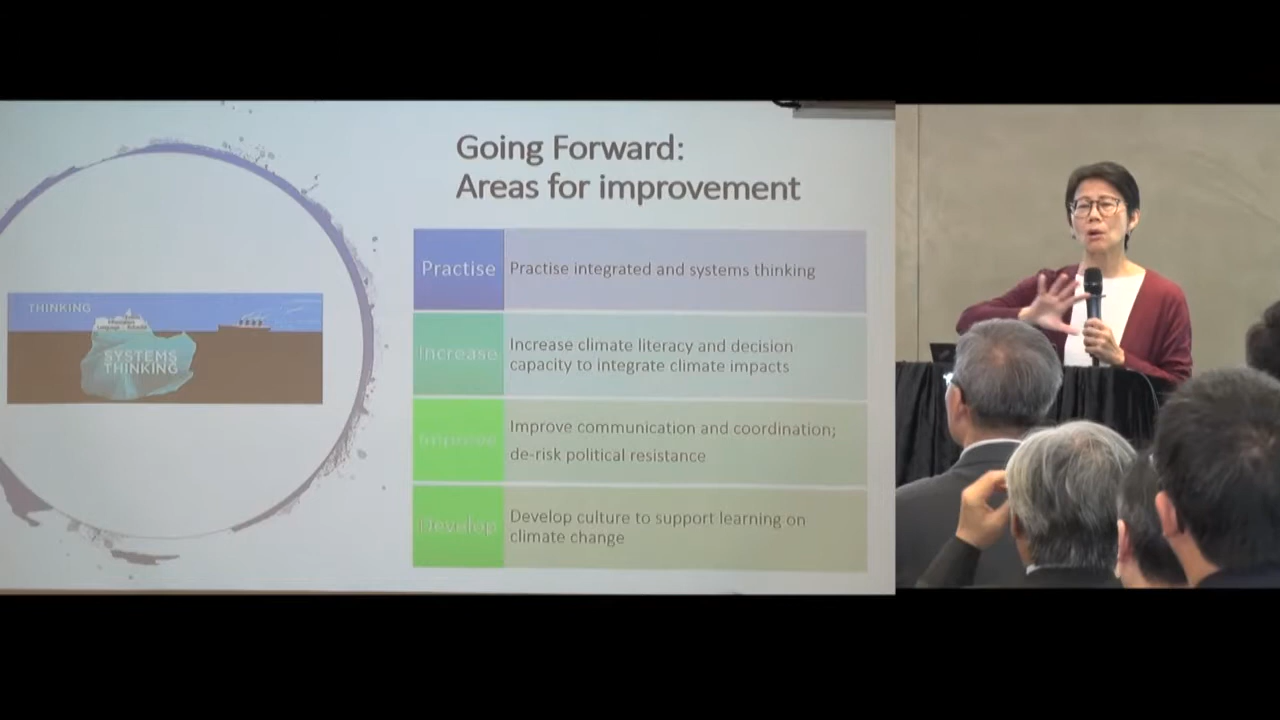 Going Forward:
Areas for improvement
Practise
Practise integrated and systems thinking
THINKING
SYSTEMS
THINKING
Increase
Increase climate literacy and decision
capacity to integrate climate impacts
Improve
Improve communication and coordination;
de-risk political resistance
Develop
Develop culture to support learning on
climate change